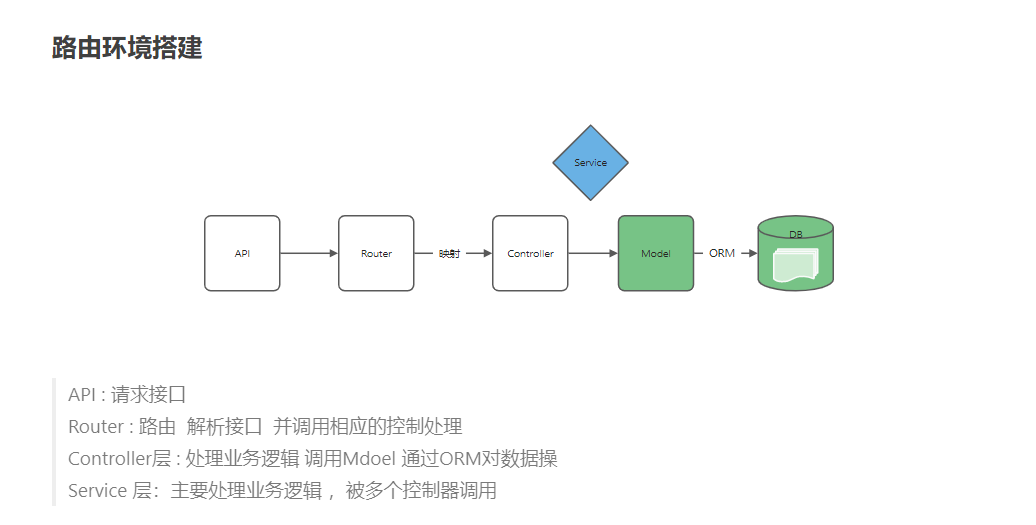 路由环境搭建
Service
API
Router
映射
Controller
Model
ORM
DB
API : 请求接口
Router : 路由 解析接口 并调用相应的控制处理
Controller层 : 处理业务逻辑 调用Mdoel 通过ORM对数据操
Service 层：主要处理业务逻辑 ，被多个控制器调用